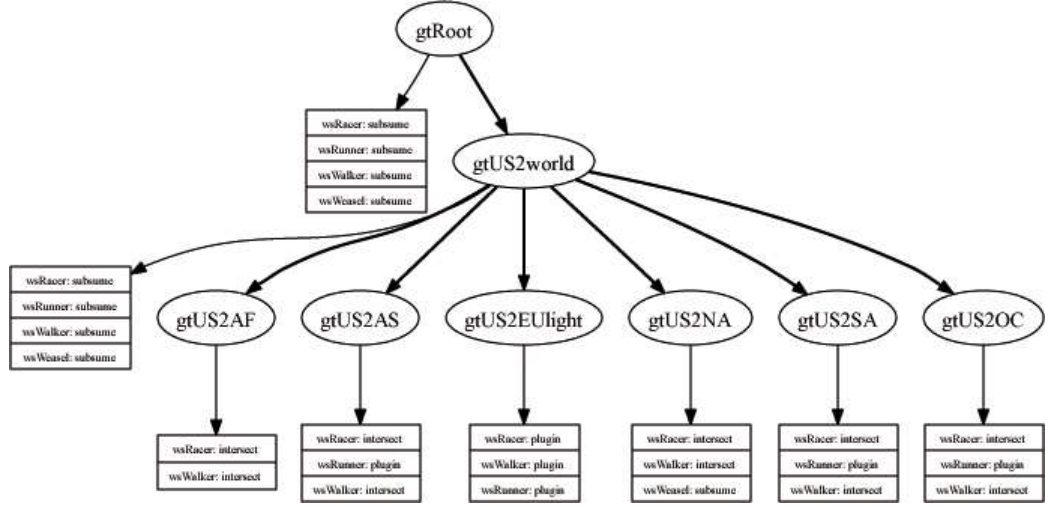 gtRoot
wsRacer: subsume
wsRunner: subsume
wsWalker: subsume
wsWeasel: subsume
gtUS2world
wsRacer: subsume
wsRunner: subsume
wsWalker: subsume
wsWeasel: subsume
gtUS2AF
gtUS2AS
gtUS2EUlight
gtUS2NA
gtUS2SA
gtUS2OC
wsRacer: intersect
wsWalker: intersect
wsRacer: intersect
wsRunner: plugin
wsWalker: intersect
wsRacer: plugin
wsWalker: plugin
wsRunner: plugin
wsRacer: intersect
wsWalker: intersect
wsWeasel: subsume
wsRacer: intersect
wsRunner: plugin
wsWalker: intersect
wsRacer: intersect
wsRunner: plugin
wsWalker: intersect